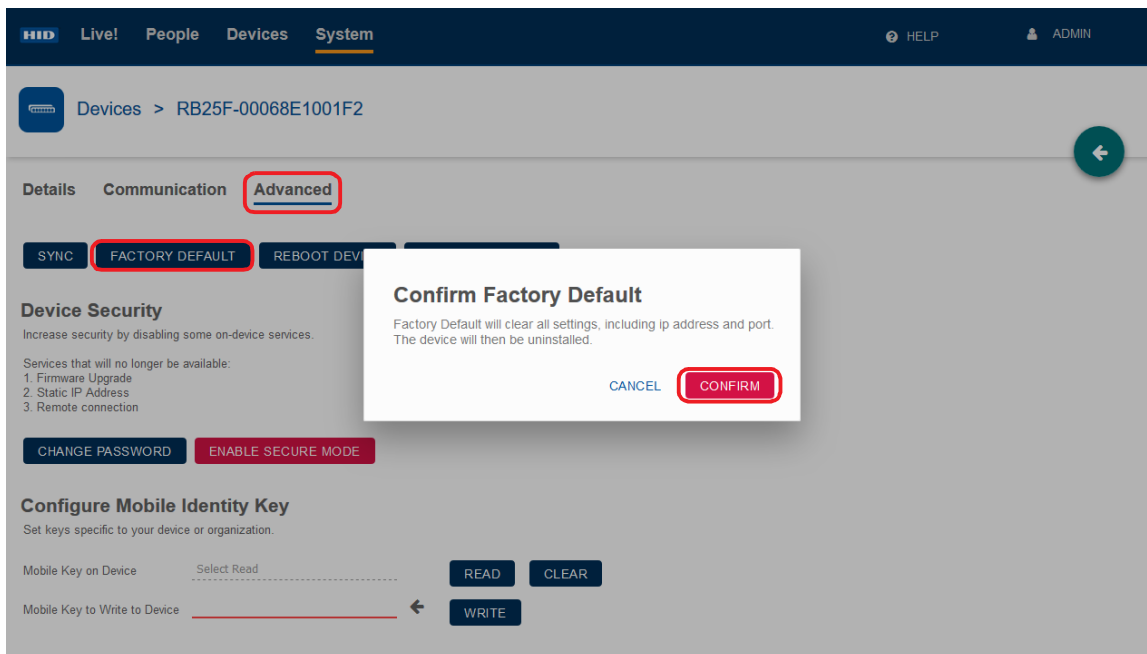 HID Live! People Devices System HELP ADMIN
Devices > RB25F-00068E1001F2
Details Communication Advanced
SYNC FACTORY DEFAULT REBOOT DEVI
Confirm Factory Default
Factory Default will clear all settings, including ip address and port.
The device will then be uninstalled.
CANCEL CONFIRM
Device Security
Increase security by disabling some on-device services.
Services that will no longer be available:
1. Firmware Upgrade
2. Static IP Address
3. Remote connection
CHANGE PASSWORD ENABLE SECURE MODE
Configure Mobile Identity Key
Set keys specific to your device or organization.
Mobile Key on Device Select Read READ CLEAR
Mobile Key to Write to Device WRITE